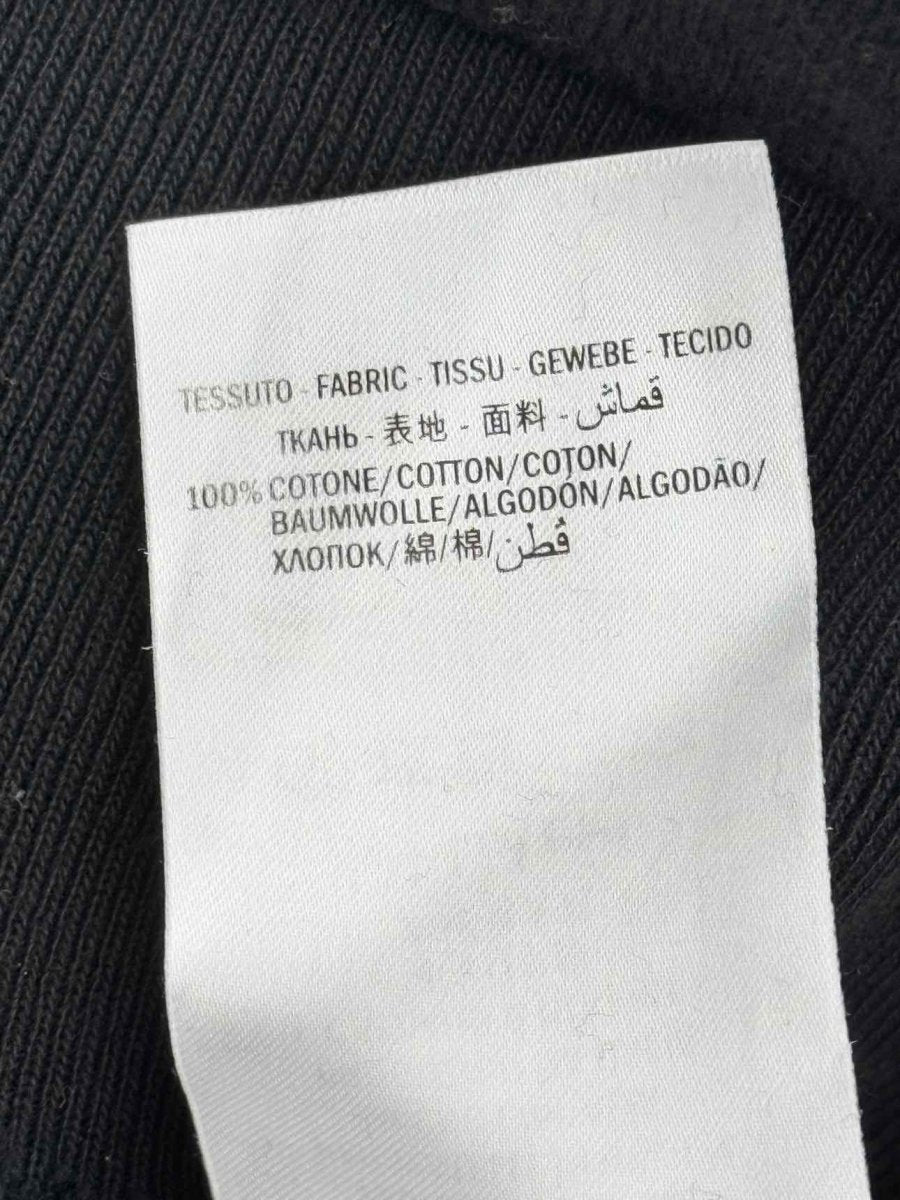 TESSUTO - FABRIC - TISSU - GEWEBE - TECIDO
ТКАНЬ - 表地 - 面料 - قماش
100% COTONE/COTTON/COTON/
BAUMWOLLE/ALGODÓN/ALGODÃO/
ХЛОПОК/綿/棉/قطن